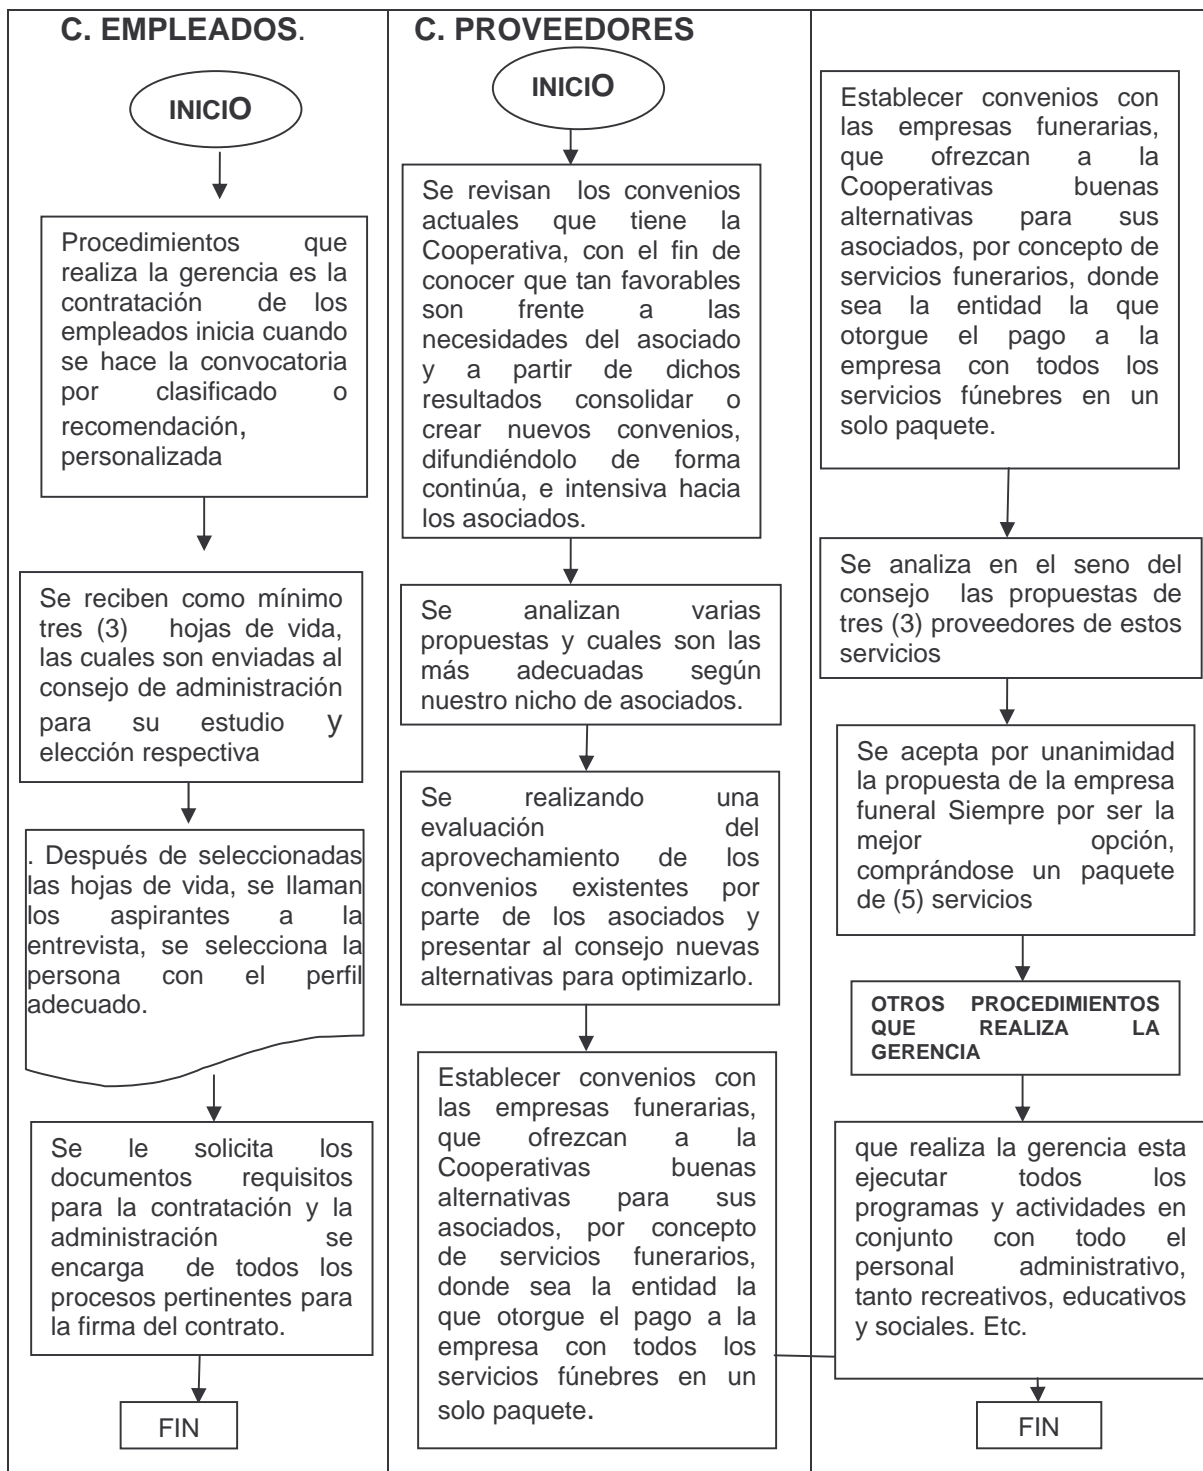 C. EMPLEADOS.
INICIO
Procedimientos que
realiza la gerencia es la
contratación de los
empleados inicia cuando
se hace la convocatoria
por clasificado o
recomendación,
personalizada
Se reciben como mínimo
tres (3) hojas de vida,
las cuales son enviadas al
consejo de administración
para su estudio y
elección respectiva
. Después de seleccionadas
las hojas de vida, se llaman
los aspirantes a la
entrevista, se selecciona la
persona con el perfil
adecuado.
Se le solicita los
documentos requisitos
para la contratación y la
administración se
encarga de todos los
procesos pertinentes para
la firma del contrato.
FIN
C. PROVEEDORES
INICIO
Se revisan los convenios
actuales que tiene la
Cooperativa, con el fin de
conocer que tan favorables
son frente a las
necesidades del asociado
y a partir de dichos
resultados consolidar o
crear nuevos convenios,
difundiéndolo de forma
continúa, e intensiva hacia
los asociados.
Se analizan varias
propuestas y cuales son las
más adecuadas según
nuestro nicho de asociados.
Se realizando una
evaluación del
aprovechamiento de los
convenios existentes por
parte de los asociados y
presentar al consejo nuevas
alternativas para optimizarlo.
Establecer convenios con
las empresas funerarias,
que ofrezcan a la
Cooperativas buenas
alternativas para sus
asociados, por concepto
de servicios funerarios,
donde sea la entidad la
que otorgue el pago a la
empresa con todos los
servicios fúnebres en un
solo paquete.
Establecer convenios con
las empresas funerarias,
que ofrezcan a la
Cooperativas buenas
alternativas para sus
asociados, por concepto de
servicios funerarios, donde
sea la entidad la que
otorgue el pago a la
empresa con todos los
servicios fúnebres en un
solo paquete.
Se analiza en el seno del
consejo las propuestas de
tres (3) proveedores de estos
servicios
Se acepta por unanimidad
la propuesta de la empresa
funeral Siempre por ser la
mejor opción,
comprándose un paquete
de (5) servicios
OTROS PROCEDIMIENTOS
QUE REALIZA LA
GERENCIA
que realiza la gerencia esta
ejecutar todos los
programas y actividades en
conjunto con todo el
personal administrativo,
tanto recreativos, educativos
y sociales. Etc.
FIN